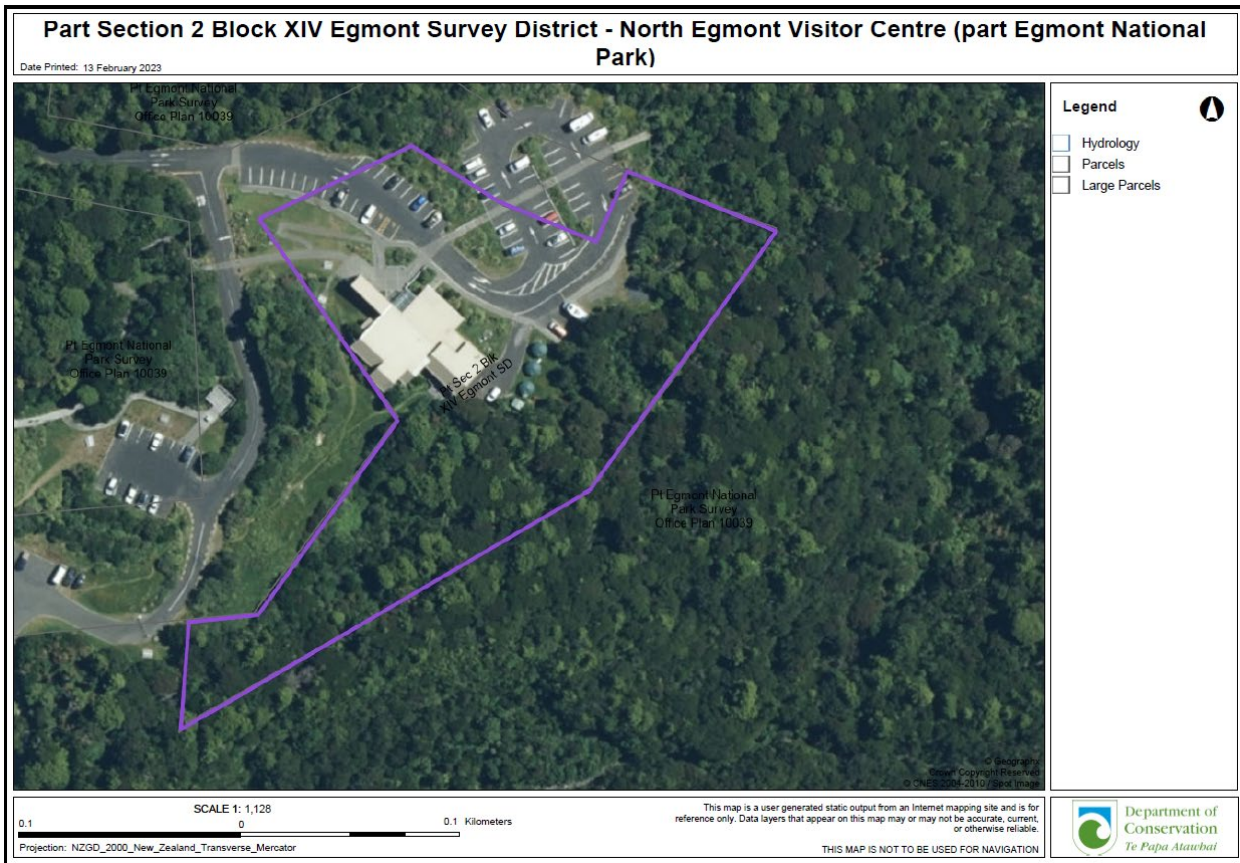 Part Section 2 Block XIV Egmont Survey District - North Egmont Visitor Centre (part Egmont National
Park)
Date Printed: 13 February 2023
Pt Egmont National
Park Survey
Office Plan 10039
Pt Egmont National
Park Survey
Office Plan 10039
Pt Sec 2 Blk
XIV Egmont SD
Pt Egmont National
Park Survey
Office Plan 10039
© Geographx
Crown Copyright Reserved
© CNES 2004-2010 / Spot Image
Legend
Hydrology
Parcels
Large Parcels
SCALE 1: 1,128
0.1 0 0.1 Kilometers
Projection: NZGD_2000_New_Zealand_Transverse_Mercator
This map is a user generated static output from an Internet mapping site and is for
reference only. Data layers that appear on this map may or may not be accurate, current,
or otherwise reliable.
THIS MAP IS NOT TO BE USED FOR NAVIGATION
Department of
Conservation
Te Papa Atawhai